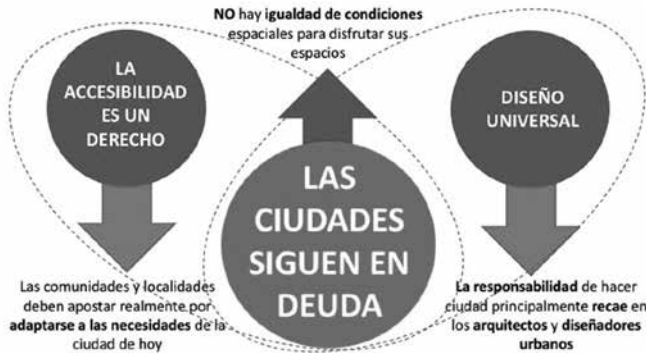 NO hay igualdad de condiciones
espaciales para disfrutar sus
espacios
LA
ACCESIBILIDAD
ES UN
DERECHO
DISEÑO
UNIVERSAL
LAS
CIUDADES
SIGUEN EN
DEUDA
Las comunidades y localidades
deben apostar realmente por
adaptarse a las necesidades de la
ciudad de hoy
La responsabilidad de hacer
ciudad principalmente recae en
los arquitectos y diseñadores
urbanos